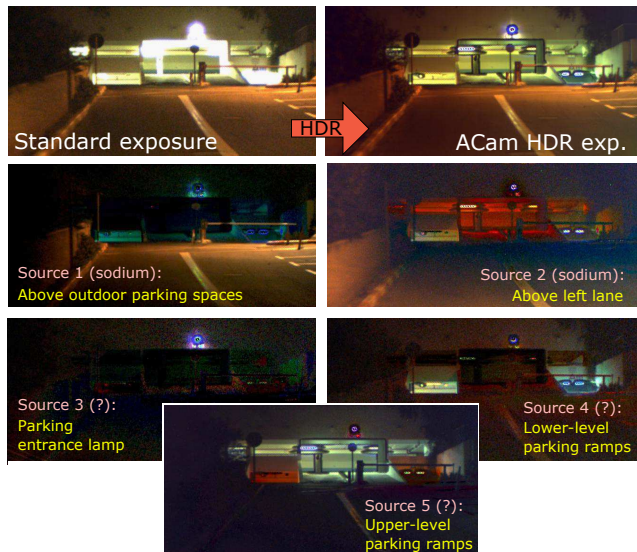 Standard exposure
HDR
ACam HDR exp.
Source 1 (sodium):
Above outdoor parking spaces
Source 2 (sodium):
Above left lane
Source 3 (?):
Parking
entrance lamp
Source 4 (?):
Lower-level
parking ramps
Source 5 (?):
Upper-level
parking ramps